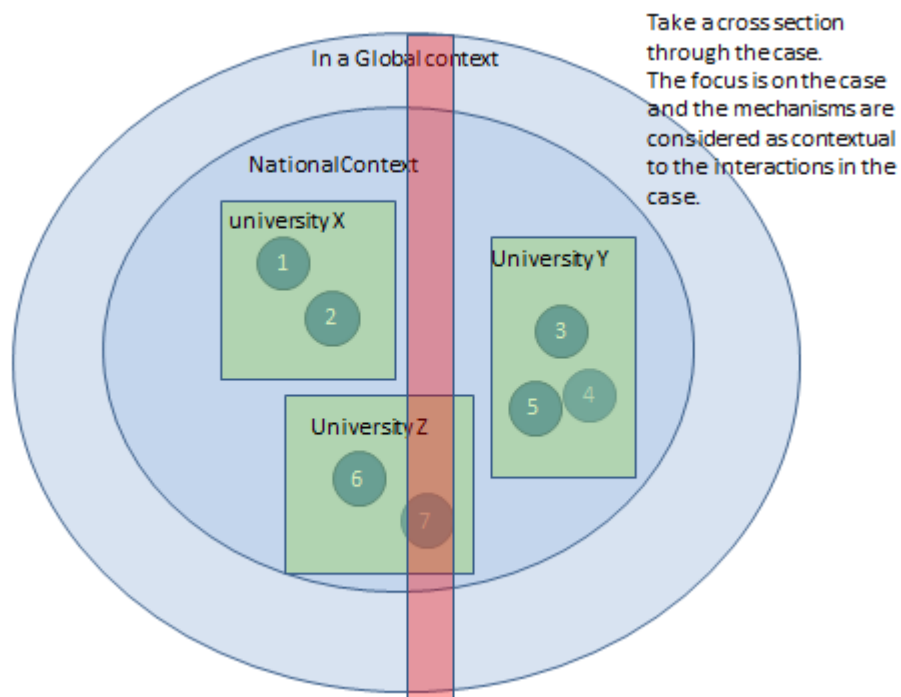 Take a cross section
through the case.
The focus is on the case
and the mechanisms are
considered as contextual
to the interactions in the
case.
In a Global context
National Context
university X
1
2
University Y
3
4
5
University Z
6
7